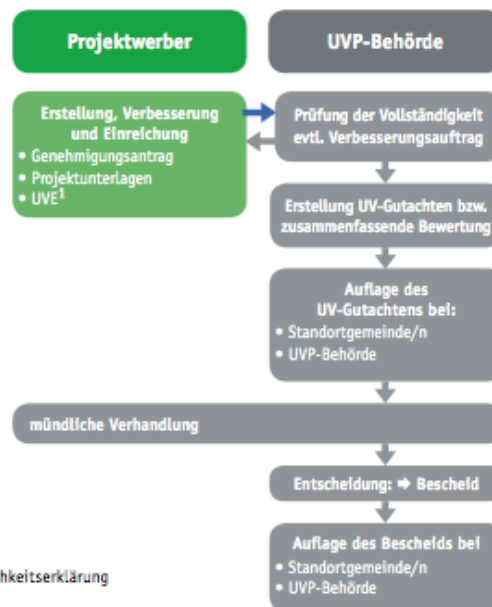 Projektwerber
UVP-Behörde
Erstellung, Verbesserung
und Einreichung
• Genehmigungsantrag
• Projektunterlagen
• UVE¹
Prüfung der Vollständigkeit
evtl. Verbesserungsauftrag
Erstellung UV-Gutachten bzw.
zusammenfassende Bewertung
Auflage des
UV-Gutachtens bei:
• Standortgemeinde/n
• UVP-Behörde
mündliche Verhandlung
Entscheidung: ➡ Bescheid
Auflage des Bescheids bei
• Standortgemeinde/n
• UVP-Behörde
hkeitserklärung